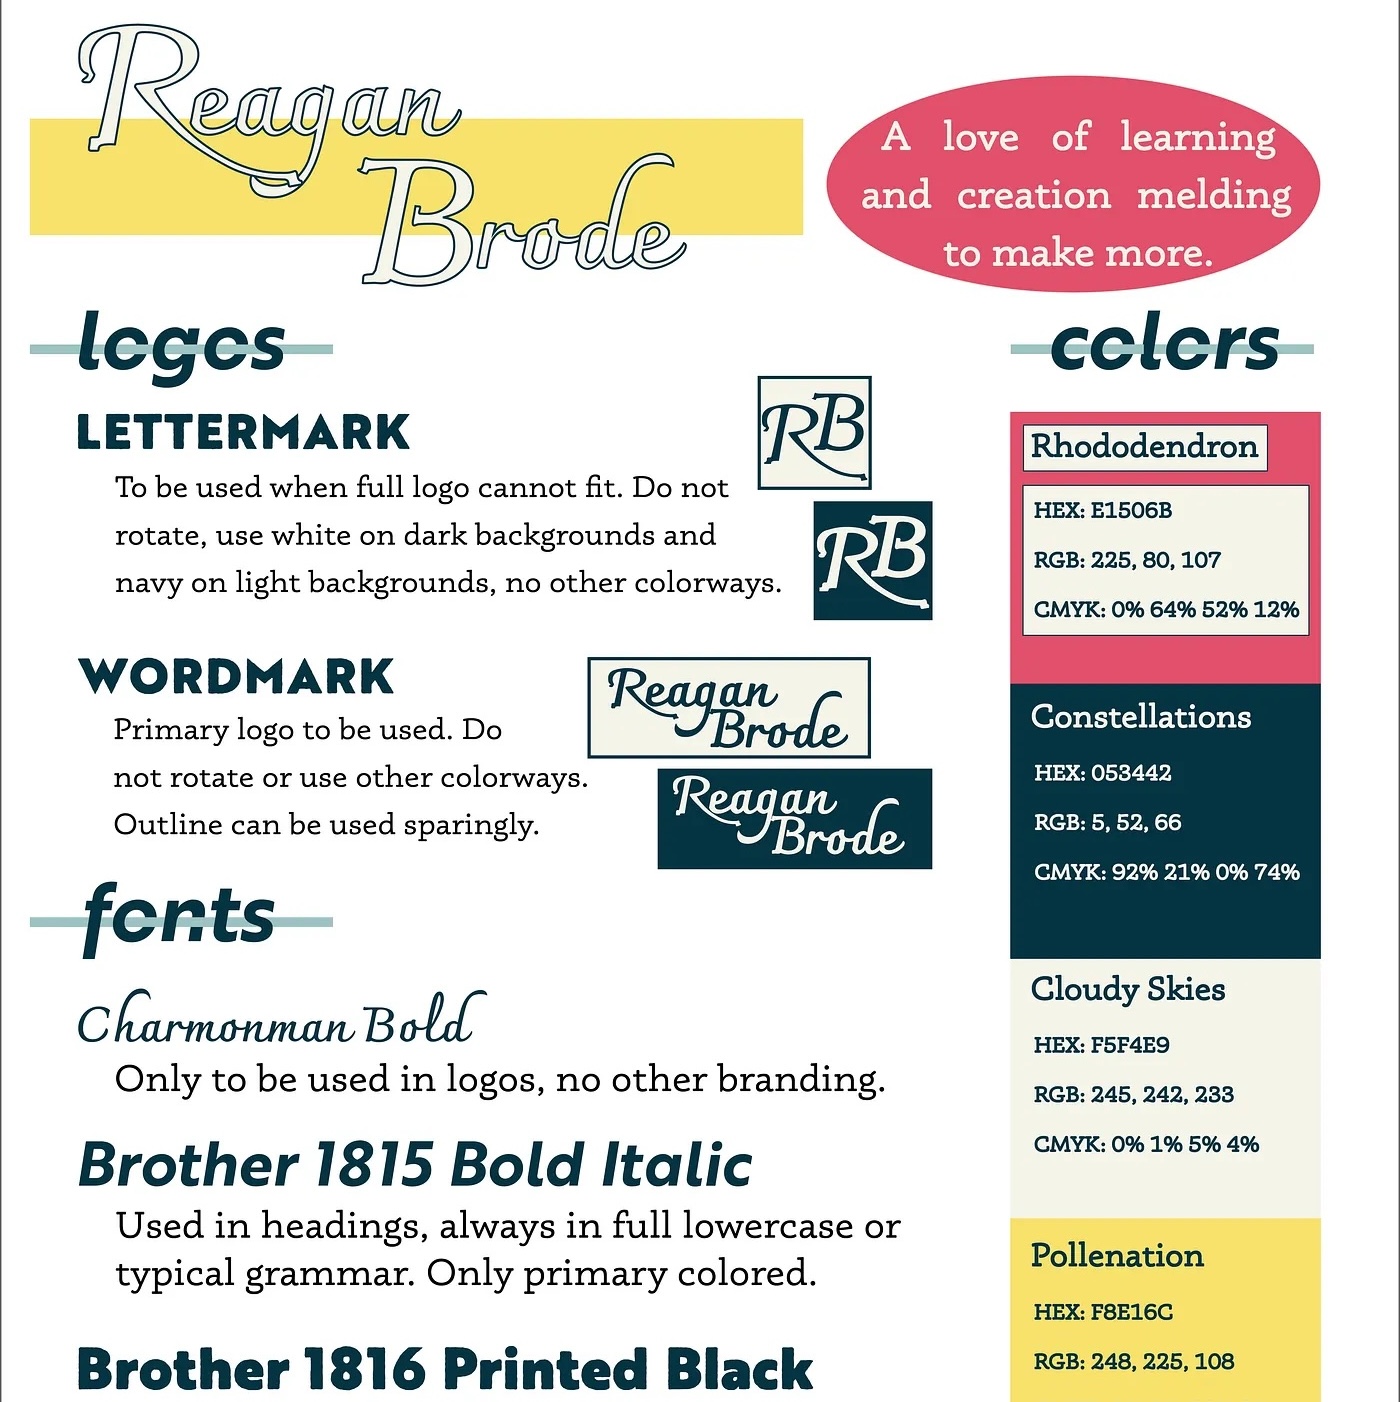 Reagan
Brode
A love of learning
and creation melding
to make more.
logos
LETTERMARK
To be used when full logo cannot fit. Do not
rotate, use white on dark backgrounds and
navy on light backgrounds, no other colorways.
RB
RB
WORDMARK
Primary logo to be used. Do
not rotate or use other colorways.
Outline can be used sparingly.
Reagan
Brode
Reagan
Brode
fonts
Charmonman Bold
Only to be used in logos, no other branding.
Brother 1815 Bold Italic
Used in headings, always in full lowercase or
typical grammar. Only primary colored.
Brother 1816 Printed Black
colors
Rhododendron
HEX: E1506B
RGB: 225, 80, 107
CMYK: 0% 64% 52% 12%
Constellations
HEX: 053442
RGB: 5, 52, 66
CMYK: 92% 21% 0% 74%
Cloudy Skies
HEX: F5F4E9
RGB: 245, 242, 233
CMYK: 0% 1% 5% 4%
Pollenation
HEX: F8E16C
RGB: 248, 225, 108